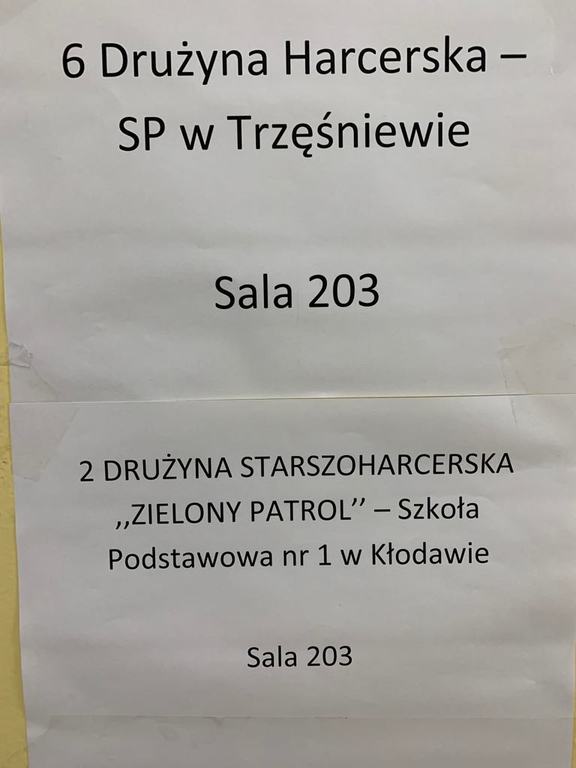 6 Drużyna Harcerska –
SP w Trzęśniewie
Sala 203
2 DRUŻYNA STARSZOHARCERSKA
,,ZIELONY PATROL’’ – Szkoła
Podstawowa nr 1 w Kłodawie
Sala 203